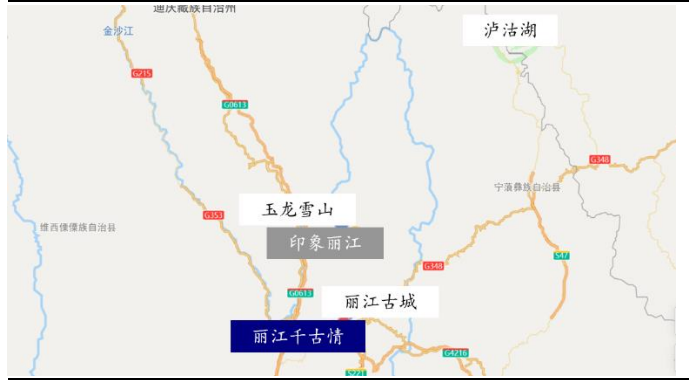 迪庆藏族自治州
金沙江
泸沽湖
G215
G0613
G348
宁蒗彝族自治县
玉龙雪山
G353
维西傈僳族自治县
印象丽江
S47
G348
G0613
丽江古城
丽江千古情
G4216
S221